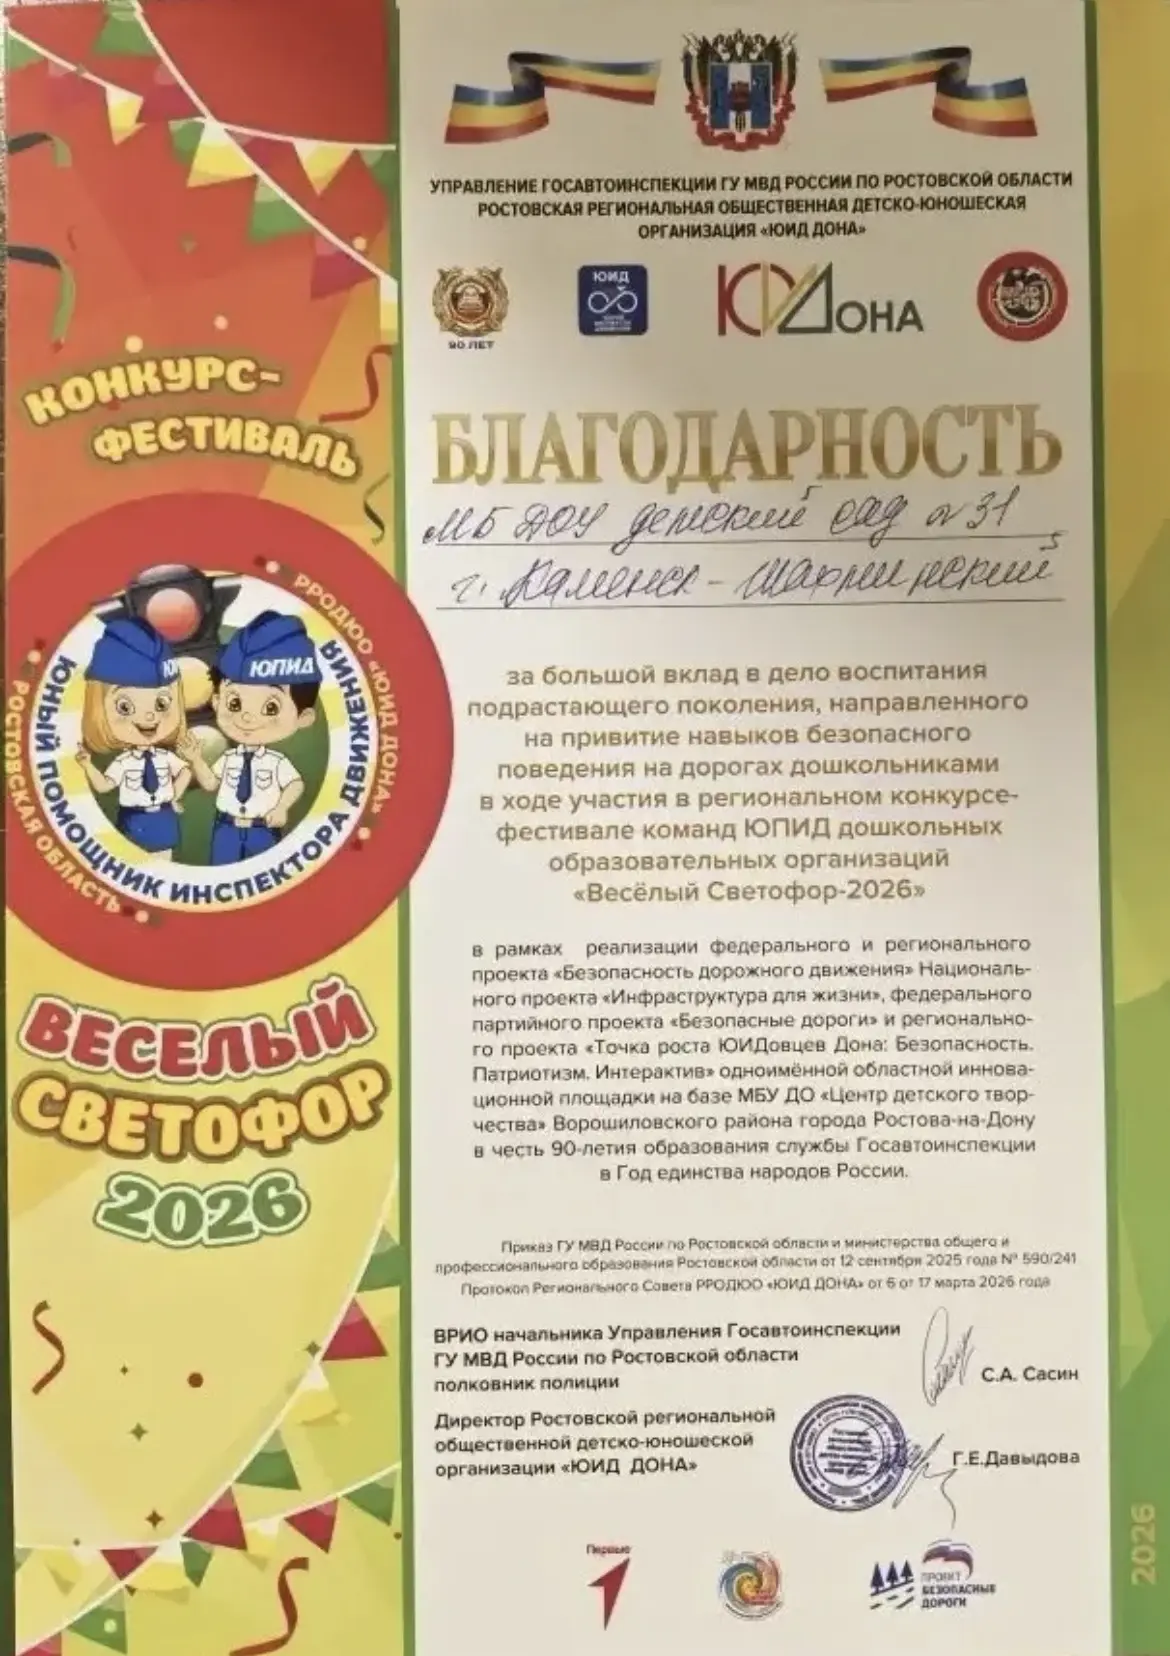 УПРАВЛЕНИЕ ГОСАВТОИНСПЕКЦИИ ГУ МВД РОССИИ ПО РОСТОВСКОЙ ОБЛАСТИ
РОСТОВСКАЯ РЕГИОНАЛЬНАЯ ОБЩЕСТВЕННАЯ ДЕТСКО-ЮНОШЕСКАЯ
ОРГАНИЗАЦИЯ «ЮИД ДОНА»
90 ЛЕТ
ЮИД
ЮИДОНА
КОНКУРС-
ФЕСТИВАЛЬ
РРОДЮО «ЮИД ДОНА»
РОСТОВСКАЯ ОБЛАСТЬ
ЮНЫЙ ПОМОЩНИК ИНСПЕКТОРА ДВИЖЕНИЯ
ЮПИД
ВЕСЕЛЫЙ
СВЕТОФОР
2026
БЛАГОДАРНОСТЬ
МБДОУ детский сад №31
г. Каменск-Шахтинский
за большой вклад в дело воспитания
подрастающего поколения, направленного
на привитие навыков безопасного
поведения на дорогах дошкольниками
в ходе участия в региональном конкурсе-
фестивале команд ЮПИД дошкольных
образовательных организаций
«Весёлый Светофор-2026»
в рамках реализации федерального и регионального
проекта «Безопасность дорожного движения» Националь-
ного проекта «Инфраструктура для жизни», федерального
партийного проекта «Безопасные дороги» и регионально-
го проекта «Точка роста ЮИДовцев Дона: Безопасность.
Патриотизм. Интерактив» одноимённой областной иннова-
ционной площадки на базе МБУ ДО «Центр детского твор-
чества» Ворошиловского района города Ростова-на-Дону
в честь 90-летия образования службы Госавтоинспекции
в Год единства народов России.
Приказ ГУ МВД России по Ростовской области и министерства общего и
профессионального образования Ростовской области от 12 сентября 2025 года № 590/241
Протокол Регионального Совета РРОДЮО «ЮИД ДОНА» от 6 от 17 марта 2026 года
ВРИО начальника Управления Госавтоинспекции
ГУ МВД России по Ростовской области
полковник полиции
С.А. Сасин
Директор Ростовской региональной
общественной детско-юношеской
организации «ЮИД ДОНА»
Г.Е.Давыдова
Первые
ПРОЕКТ
БЕЗОПАСНЫЕ
ДОРОГИ
2026